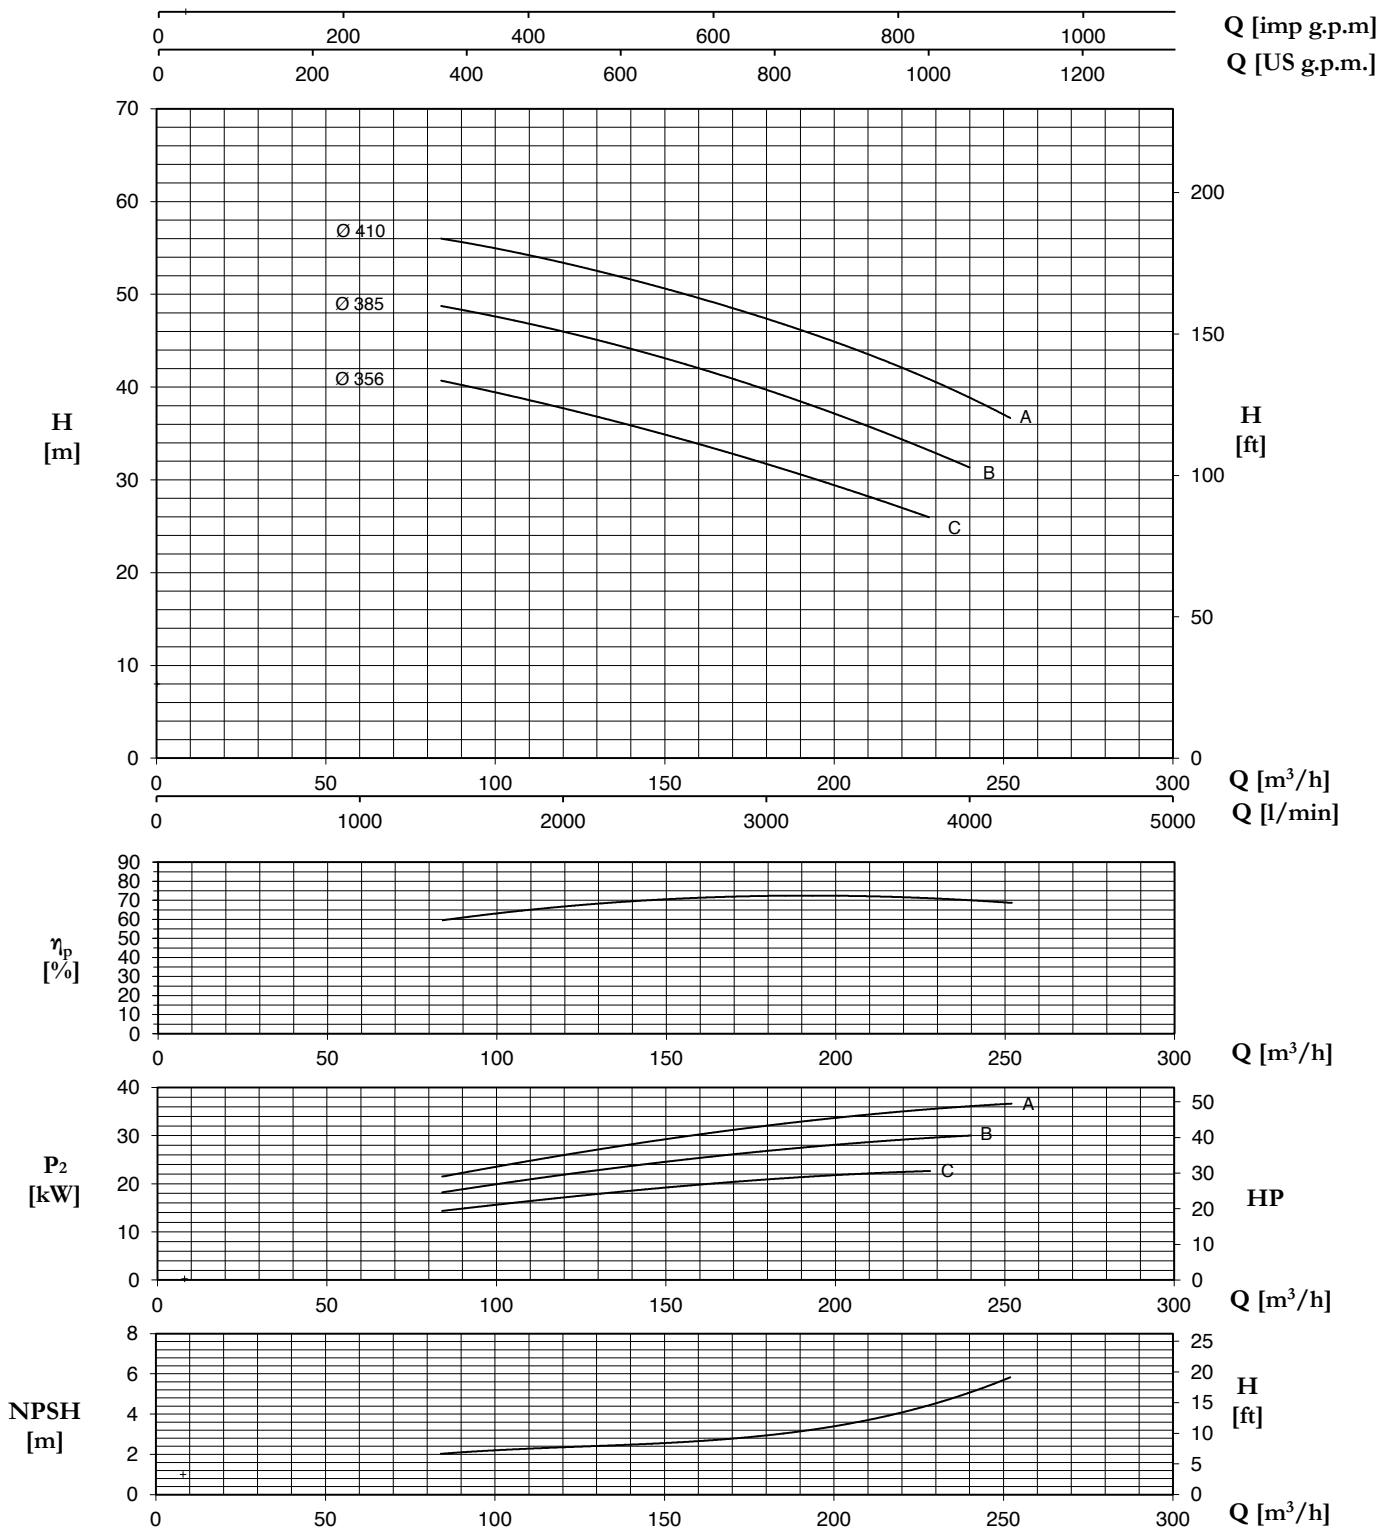 0 200 400 600 800 1000 Q [imp g.p.m]
0 200 400 600 800 1000 1200 Q [US g.p.m.]
70
60 200
Ø 410
50
Ø 385 150
40 Ø 356
H
[m]
A
H
[ft]
B
30 100
C
20
50
10
0 0
0 50 100 150 200 250 300 Q [m³/h]
0 1000 2000 3000 4000 5000 Q [l/min]
90
80
70
60
50
40
30
20
10
0
ηp
[%]
0 50 100 150 200 250 300 Q [m³/h]
40
30
20
10
0
P2
[kW]
A
B
C
50
40
30
20
10
0
HP
0 50 100 150 200 250 300 Q [m³/h]
8
6
4
2
0
NPSH
[m]
25
20
15
10
5
0
H
[ft]
0 50 100 150 200 250 300 Q [m³/h]